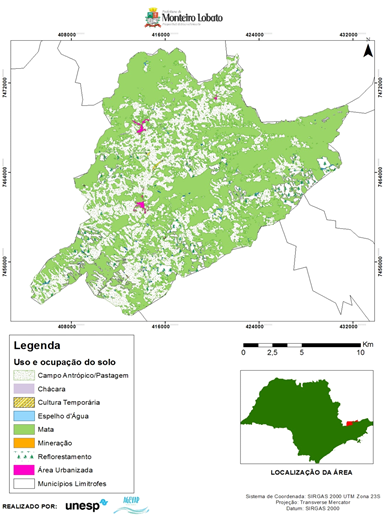 Prefeitura de
Monteiro Lobato
408000
416000
424000
432000
N
7472000
7472000
7464000
7464000
7456000
7456000
408000
416000
424000
432000
Legenda
Uso e ocupação do solo
Campo Antrópico/Pastagem
Chácara
Cultura Temporária
Espelho d'Água
Mata
Mineração
Reflorestamento
Área Urbanizada
Municípios Limítrofes
Km
0 2,5 5 10
LOCALIZAÇÃO DA ÁREA
Sistema de Coordenada: SIRGAS 2000 UTM Zona 23S
Projeção: Transverse Mercator
Datum: SIRGAS 2000
REALIZADO POR: unesp